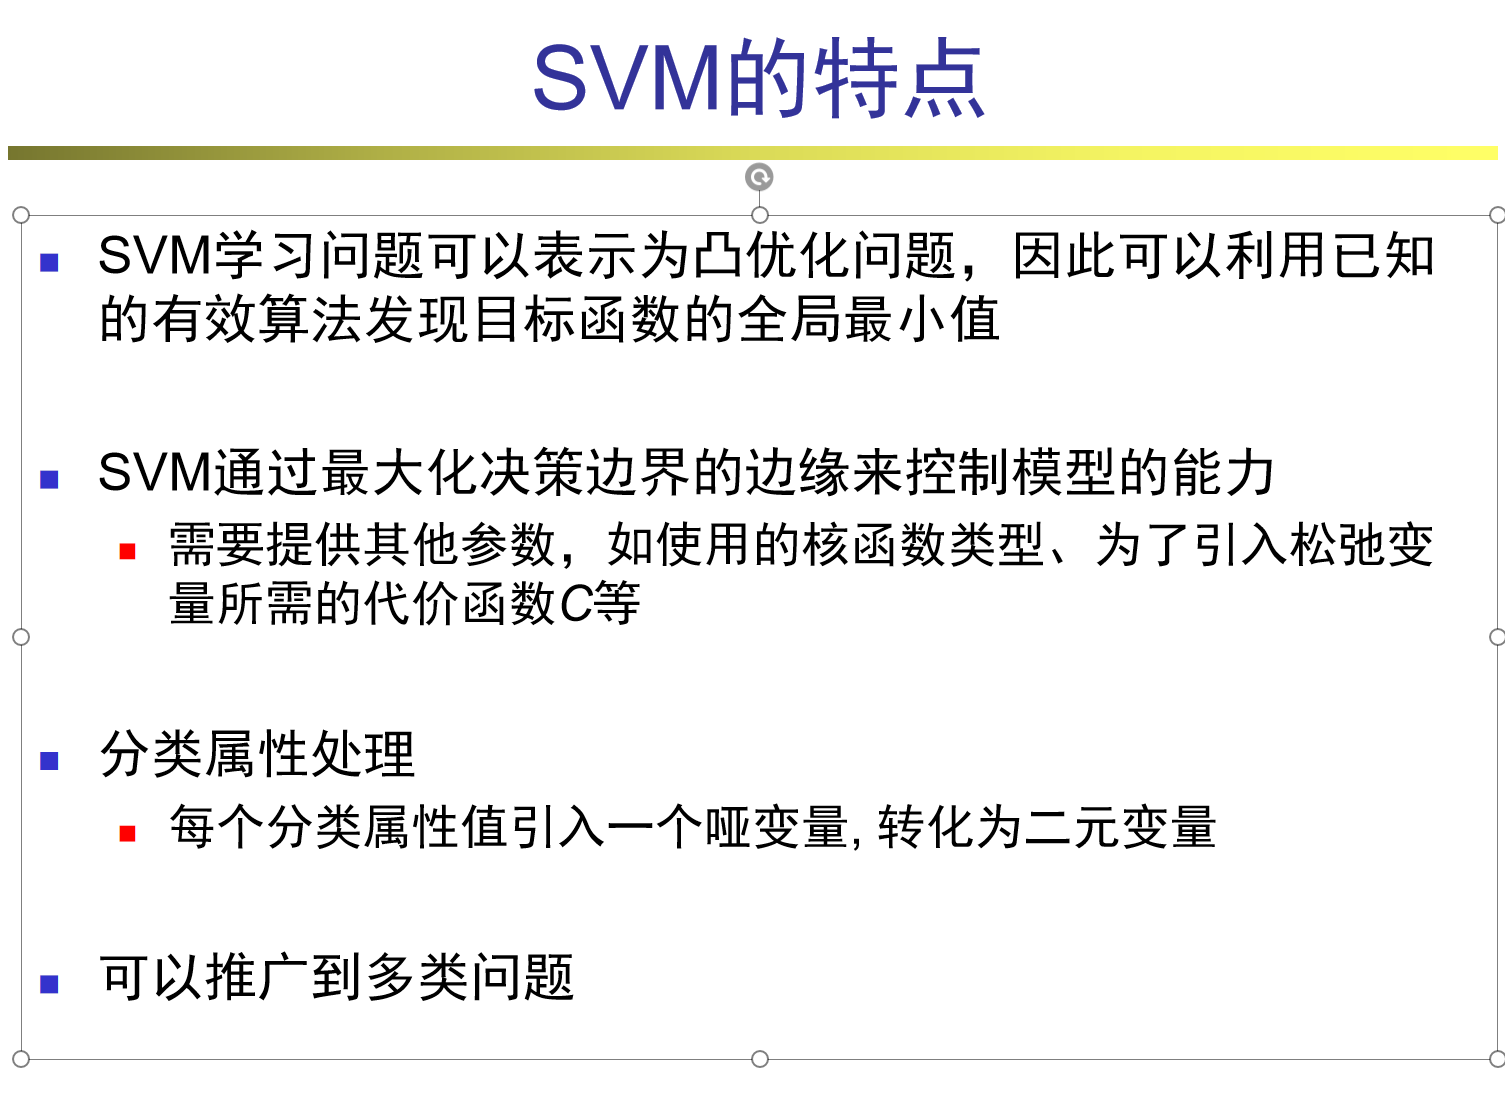 SVM的特点
SVM学习问题可以表示为凸优化问题，因此可以利用已知
的有效算法发现目标函数的全局最小值
SVM通过最大化决策边界的边缘来控制模型的能力
需要提供其他参数，如使用的核函数类型、为了引入松弛变
量所需的代价函数C等
分类属性处理
每个分类属性值引入一个哑变量, 转化为二元变量
可以推广到多类问题